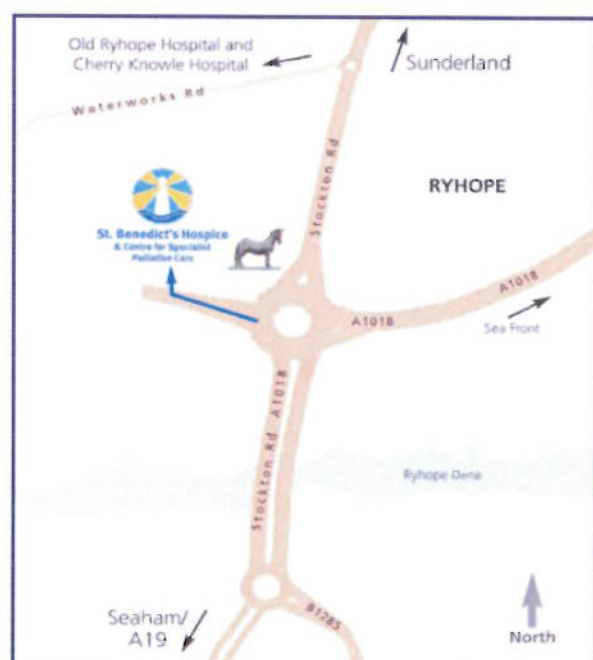 Old Ryhope Hospital and
Cherry Knowle Hospital
Sunderland
Waterworks Rd
Stockton Rd
RYHOPE
St. Benedict's Hospice
& Centre for Specialist
Palliative Care
A1018
A1018
Sea Front
Stockton Rd A1018
Ryhope Dene
Seaham/
A19
B1285
North